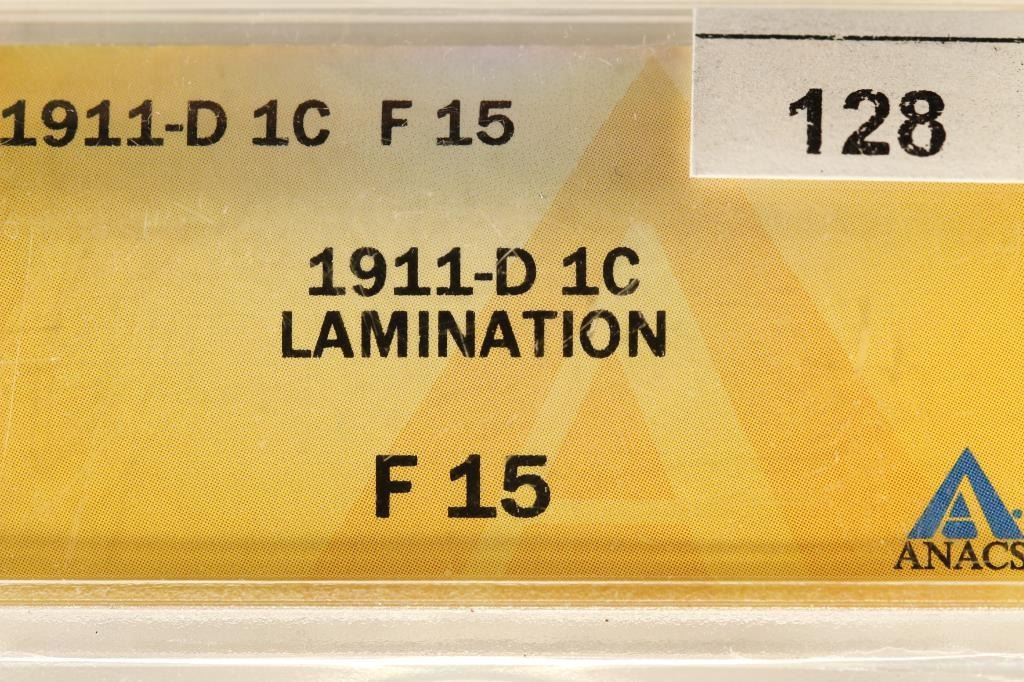 1911-D 1C F 15
128
1911-D 1C
LAMINATION
F 15
ANACS